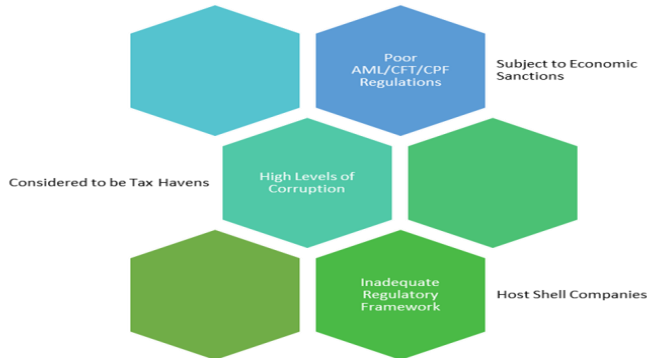 Poor
AML/CFT/CPF
Regulations
Subject to Economic
Sanctions
Considered to be Tax Havens
High Levels of
Corruption
Inadequate
Regulatory
Framework
Host Shell Companies